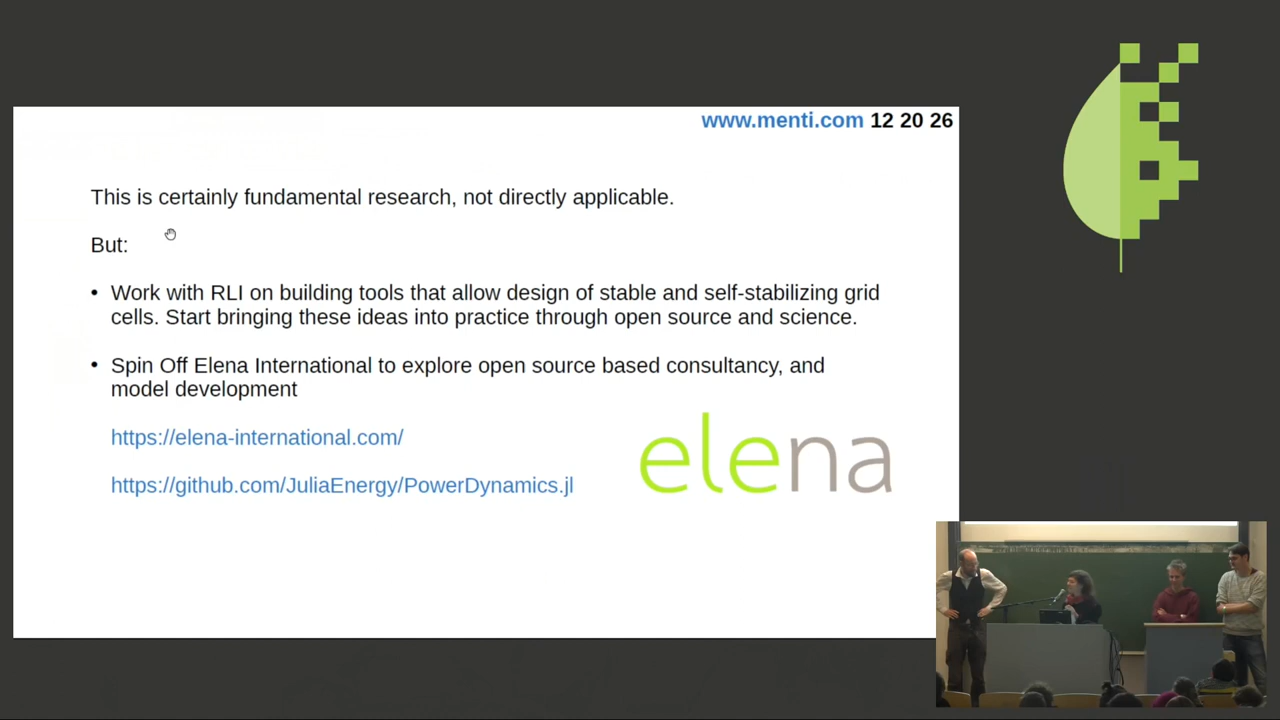 www.menti.com 12 20 26
This is certainly fundamental research, not directly applicable.
But:
• Work with RLI on building tools that allow design of stable and self-stabilizing grid
cells. Start bringing these ideas into practice through open source and science.
• Spin Off Elena International to explore open source based consultancy, and
model development
https://elena-international.com/
https://github.com/JuliaEnergy/PowerDynamics.jl
elena